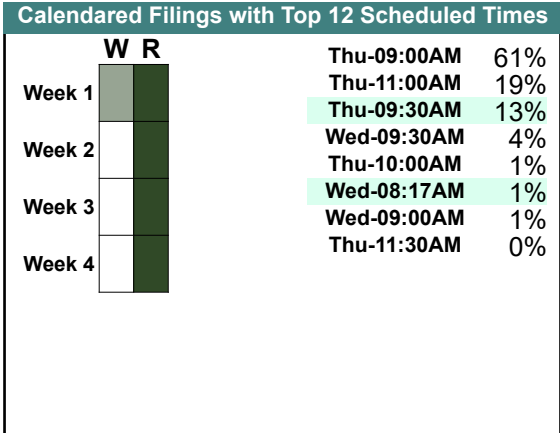 Calendared Filings with Top 12 Scheduled Times
W R
Week 1
Week 2
Week 3
Week 4
Thu-09:00AM 61%
Thu-11:00AM 19%
Thu-09:30AM 13%
Wed-09:30AM 4%
Thu-10:00AM 1%
Wed-08:17AM 1%
Wed-09:00AM 1%
Thu-11:30AM 0%